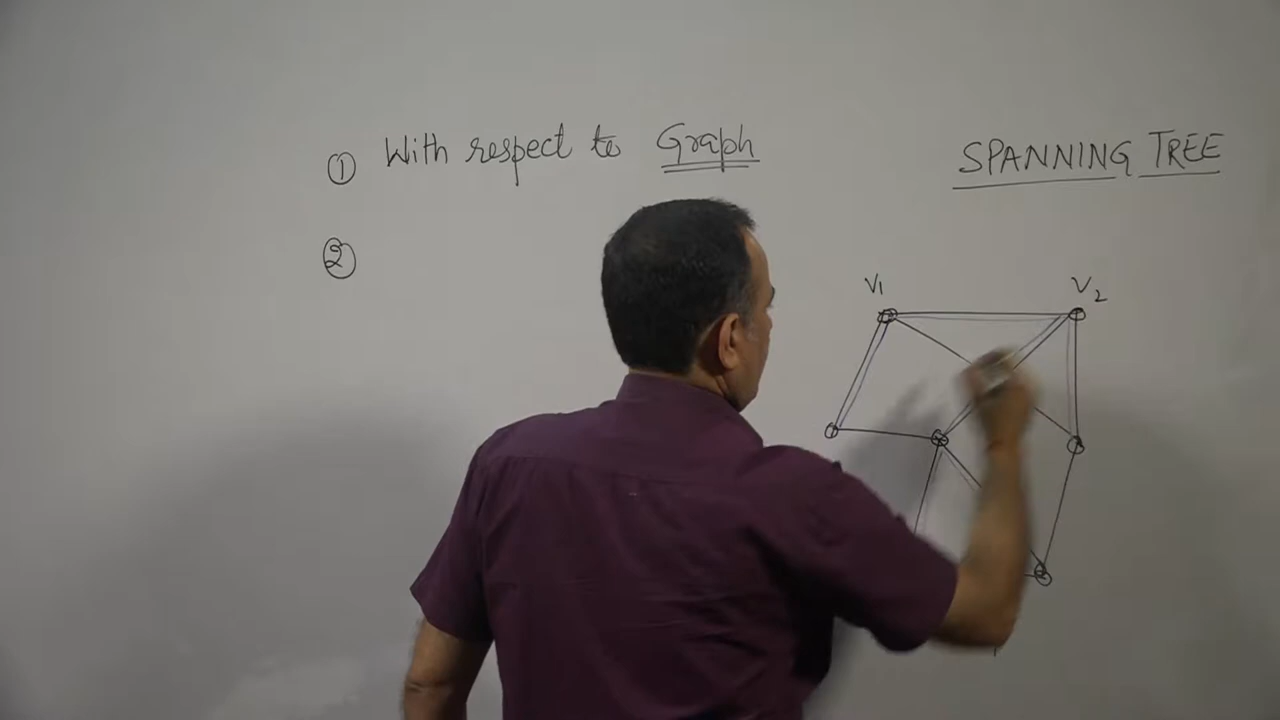 ① With respect to Graph
SPANNING TREE
②
V1
V2